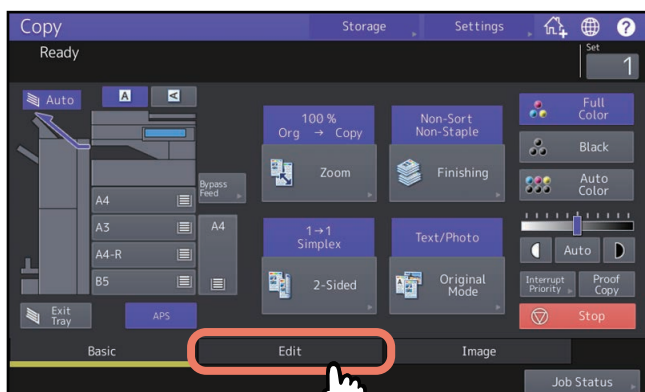 Copy
Storage
Settings
?
Ready
Set
1
Auto
A
A
100 %
Org → Copy
Non-Sort
Non-Staple
Full
Color
Zoom
Finishing
Black
Auto
Color
Bypass
Feed
A4
A3
A4-R
B5
A4
1→1
Simplex
Text/Photo
2-Sided
Original
Mode
Auto
Interrupt
Priority
Proof
Copy
Exit
Tray
APS
Stop
Basic
Edit
Image
Job Status